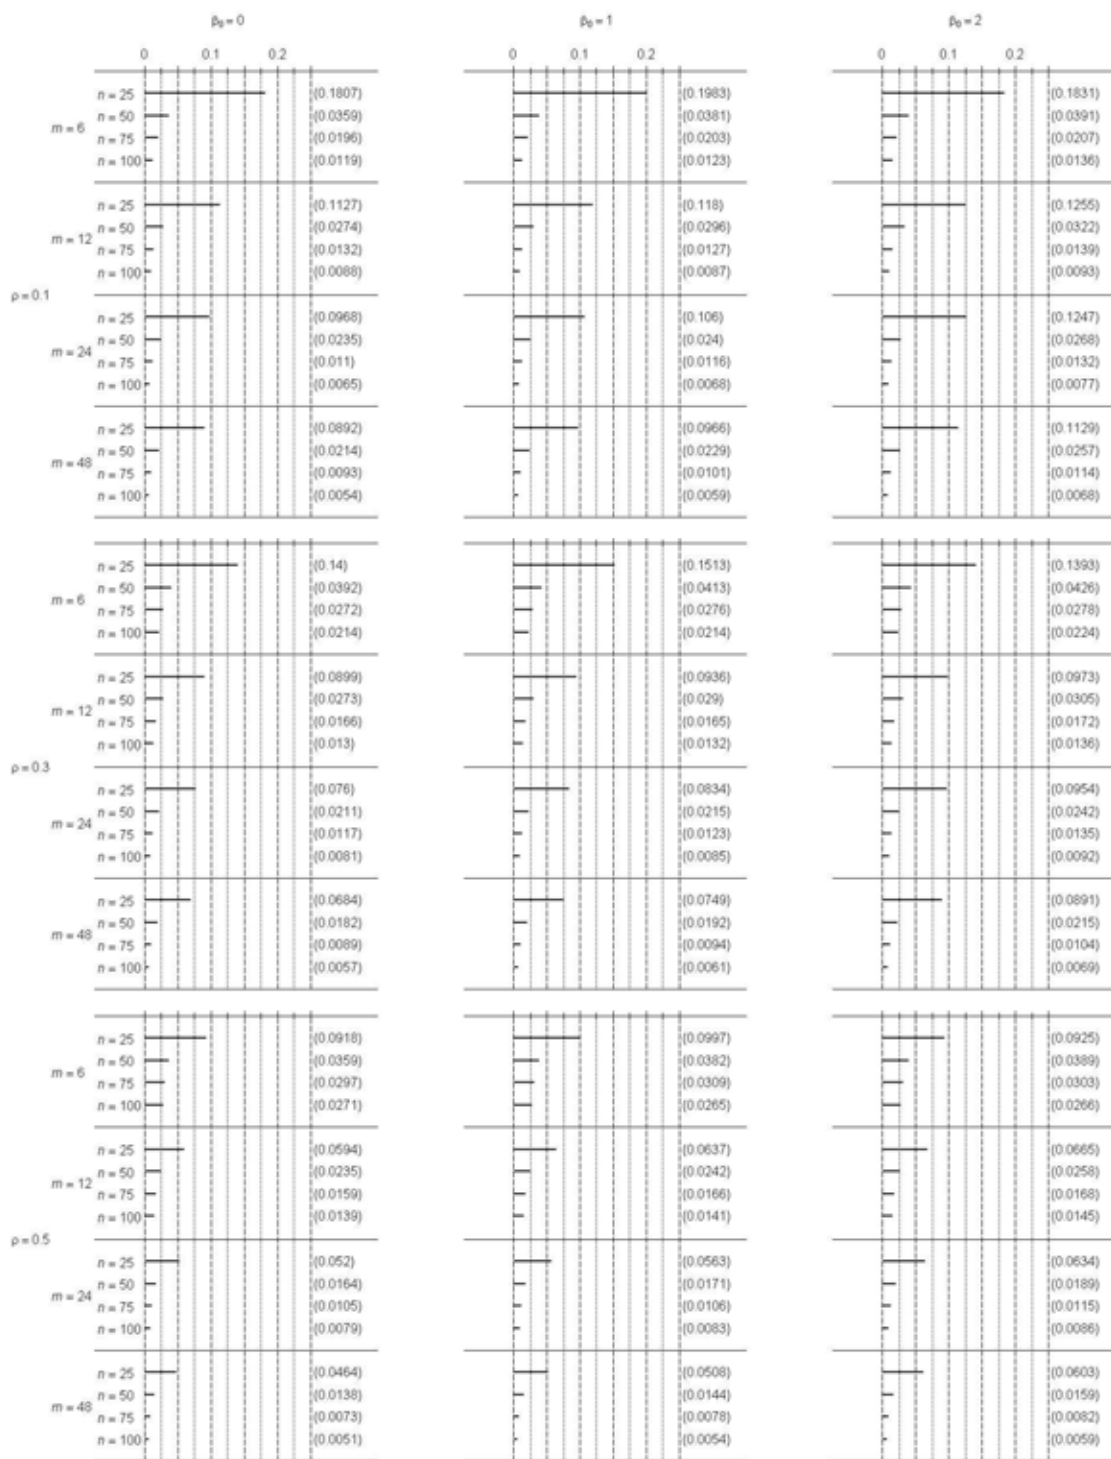 β₀ = 0 β₀ = 1 β₀ = 2
0 0.1 0.2 0 0.1 0.2 0 0.1 0.2
n = 25 (0.1807) (0.1983) (0.1831)
n = 50 (0.0359) (0.0381) (0.0391)
m = 6
n = 75 (0.0196) (0.0203) (0.0207)
n = 100 (0.0119) (0.0123) (0.0136)
n = 25 (0.1127) (0.118) (0.1255)
n = 50 (0.0274) (0.0296) (0.0322)
m = 12
n = 75 (0.0132) (0.0127) (0.0139)
n = 100 (0.0088) (0.0087) (0.0093)
ρ = 0.1
n = 25 (0.0968) (0.106) (0.1247)
n = 50 (0.0235) (0.024) (0.0268)
m = 24
n = 75 (0.011) (0.0116) (0.0132)
n = 100 (0.0065) (0.0068) (0.0077)
n = 25 (0.0892) (0.0966) (0.1129)
n = 50 (0.0214) (0.0229) (0.0257)
m = 48
n = 75 (0.0093) (0.0101) (0.0114)
n = 100 (0.0054) (0.0059) (0.0068)
n = 25 (0.14) (0.1513) (0.1393)
n = 50 (0.0392) (0.0413) (0.0426)
m = 6
n = 75 (0.0272) (0.0276) (0.0278)
n = 100 (0.0214) (0.0214) (0.0224)
n = 25 (0.0899) (0.0936) (0.0973)
n = 50 (0.0273) (0.029) (0.0305)
m = 12
n = 75 (0.0166) (0.0165) (0.0172)
n = 100 (0.013) (0.0132) (0.0136)
ρ = 0.3
n = 25 (0.076) (0.0834) (0.0954)
n = 50 (0.0211) (0.0215) (0.0242)
m = 24
n = 75 (0.0117) (0.0123) (0.0135)
n = 100 (0.0081) (0.0085) (0.0092)
n = 25 (0.0684) (0.0749) (0.0891)
n = 50 (0.0182) (0.0192) (0.0215)
m = 48
n = 75 (0.0089) (0.0094) (0.0104)
n = 100 (0.0057) (0.0061) (0.0069)
n = 25 (0.0918) (0.0997) (0.0925)
n = 50 (0.0359) (0.0382) (0.0389)
m = 6
n = 75 (0.0297) (0.0309) (0.0303)
n = 100 (0.0271) (0.0265) (0.0266)
n = 25 (0.0594) (0.0637) (0.0665)
n = 50 (0.0235) (0.0242) (0.0258)
m = 12
n = 75 (0.0159) (0.0166) (0.0168)
n = 100 (0.0139) (0.0141) (0.0145)
ρ = 0.5
n = 25 (0.052) (0.0563) (0.0634)
n = 50 (0.0164) (0.0171) (0.0189)
m = 24
n = 75 (0.0105) (0.0106) (0.0115)
n = 100 (0.0079) (0.0083) (0.0086)
n = 25 (0.0464) (0.0508) (0.0603)
n = 50 (0.0138) (0.0144) (0.0159)
m = 48
n = 75 (0.0073) (0.0078) (0.0082)
n = 100 (0.0051) (0.0054) (0.0059)